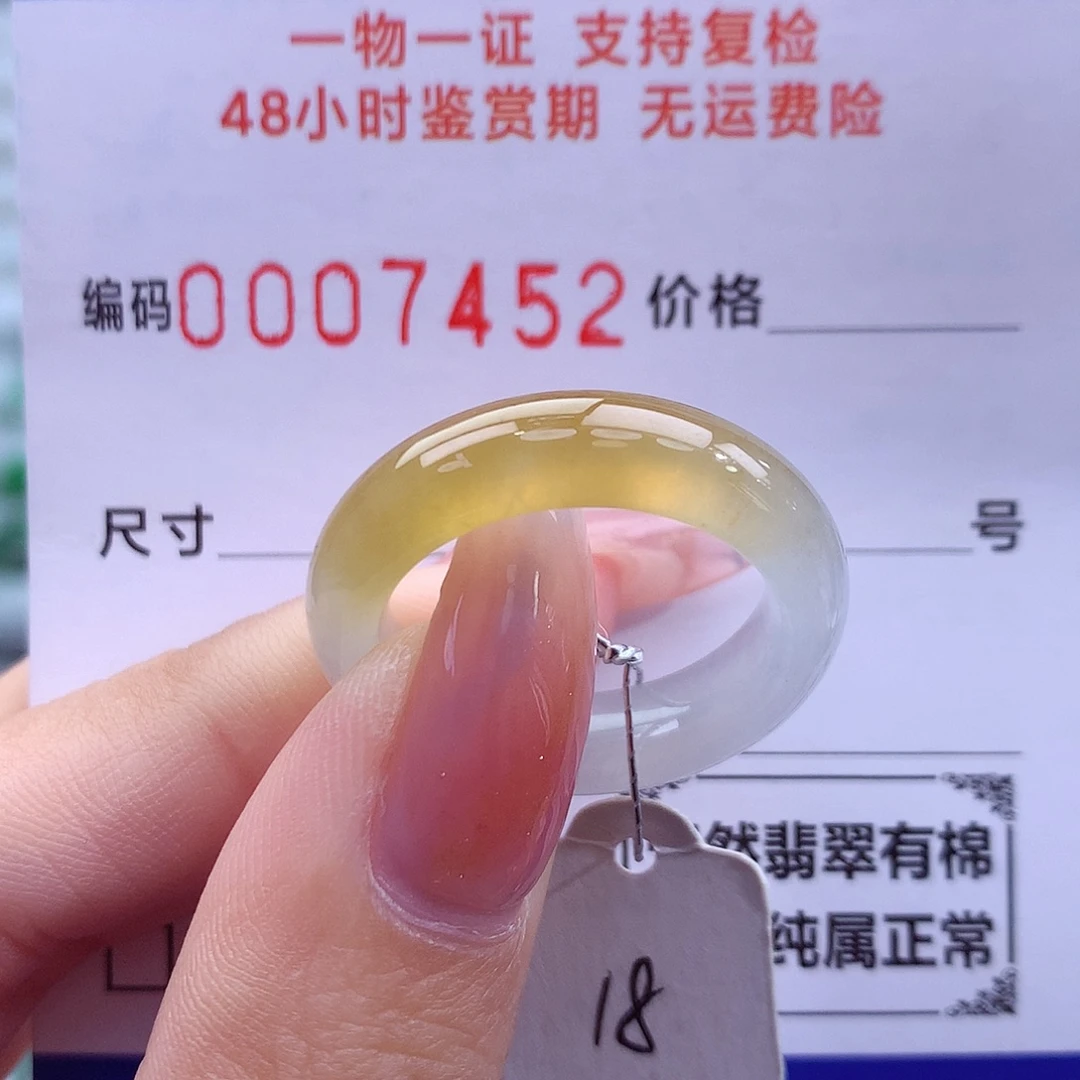 一物一证 支持复检
48小时鉴赏期 无运费险
编码0007452 价格
尺寸 号
然翡翠有棉
纯属正常
18